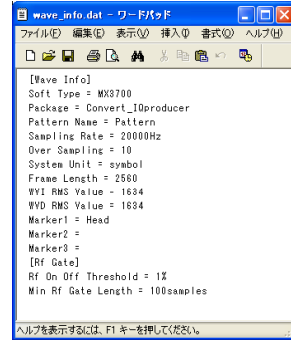 wave_info.dat - ワードパッド
ファイル(F) 編集(E) 表示(V) 挿入(I) 書式(O) ヘルプ(H)
[Wave Info]
Soft Type = MX3700
Package = Convert_IQproducer
Pattern Name = Pattern
Sampling Rate = 20000Hz
Over Sampling = 10
System Unit = symbol
Frame Length = 2560
WVI RMS Value - 1634
WVD RMS Value = 1634
Marker1 = Head
Marker2 =
Marker3 =
[Rf Gate]
Rf On Off Threshold = 1%
Min Rf Gate Length = 100samples
ヘルプを表示するには、F1 キーを押してください。